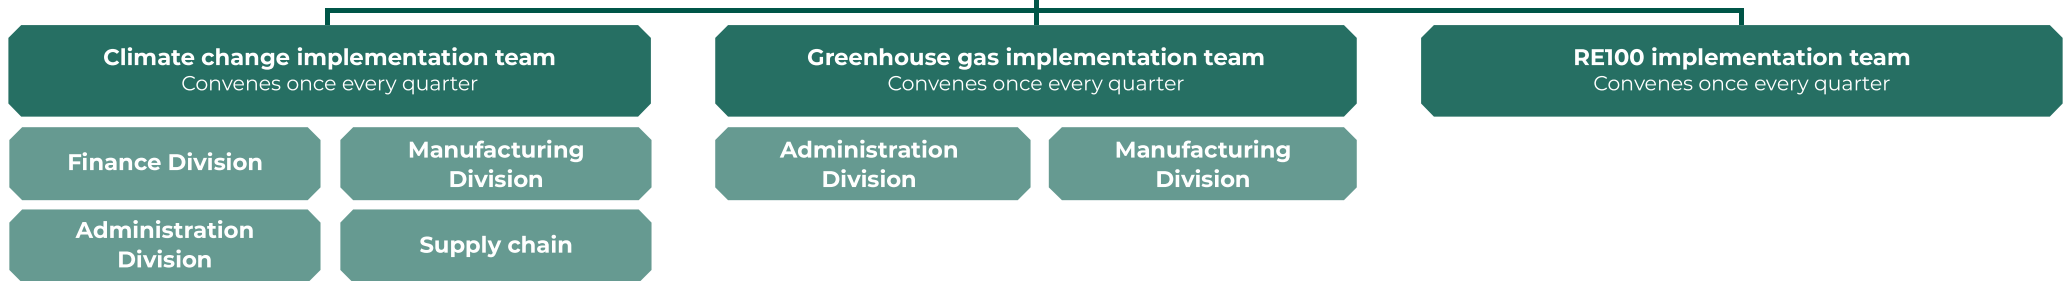 Climate change implementation team
Convenes once every quarter
Finance Division
Manufacturing
Division
Administration
Division
Supply chain
Greenhouse gas implementation team
Convenes once every quarter
Administration
Division
Manufacturing
Division
RE100 implementation team
Convenes once every quarter